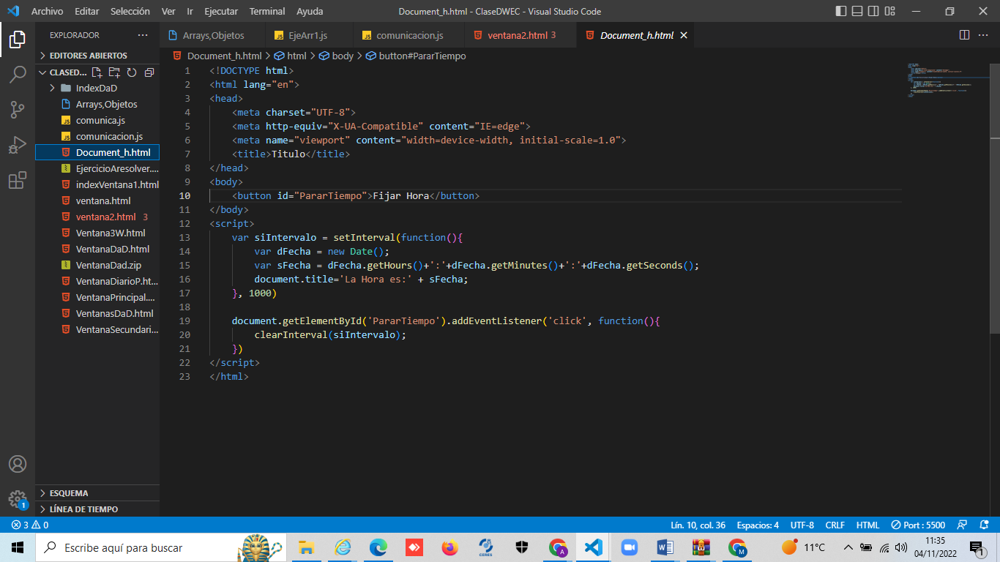 Archivo Editar Selección Ver Ir Ejecutar Terminal Ayuda
Document_h.html - ClaseDWEC - Visual Studio Code
EXPLORADOR
Arrays,Objetos
EjeArr1.js
comunicacion.js
ventana2.html 3
Document_h.html
EDITORES ABIERTOS
CLASED...
IndexDaD
Arrays,Objetos
comunica.js
comunicacion.js
Document_h.html
EjercicioAresolver....
indexVentana1.html
ventana.html
ventana2.html 3
Ventana3W.html
VentanaDaD.html
VentanaDad.zip
VentanaDiarioP.ht...
VentanaPrincipal....
VentanasDaD.html
VentanaSecundari...
ESQUEMA
LÍNEA DE TIEMPO
Document_h.html > html > body > button#PararTiempo
1 <!DOCTYPE html>
2 <html lang="en">
3 <head>
4 <meta charset="UTF-8">
5 <meta http-equiv="X-UA-Compatible" content="IE=edge">
6 <meta name="viewport" content="width=device-width, initial-scale=1.0">
7 <title>Titulo</title>
8 </head>
9 <body>
10 <button id="PararTiempo">Fijar Hora</button>
11 </body>
12 <script>
13 var siIntervalo = setInterval(function(){
14 var dFecha = new Date();
15 var sFecha = dFecha.getHours()+':'+dFecha.getMinutes()+':'+dFecha.getSeconds();
16 document.title='La Hora es:' + sFecha;
17 }, 1000)
18
19 document.getElementById('PararTiempo').addEventListener('click', function(){
20 clearInterval(siIntervalo);
21 })
22 </script>
23 </html>
1
3 0
Lín. 10, col. 36 Espacios: 4 UTF-8 CRLF HTML Port : 5500
Escribe aquí para buscar
CERES
A
W
M
11°C
11:35
04/11/2022
1